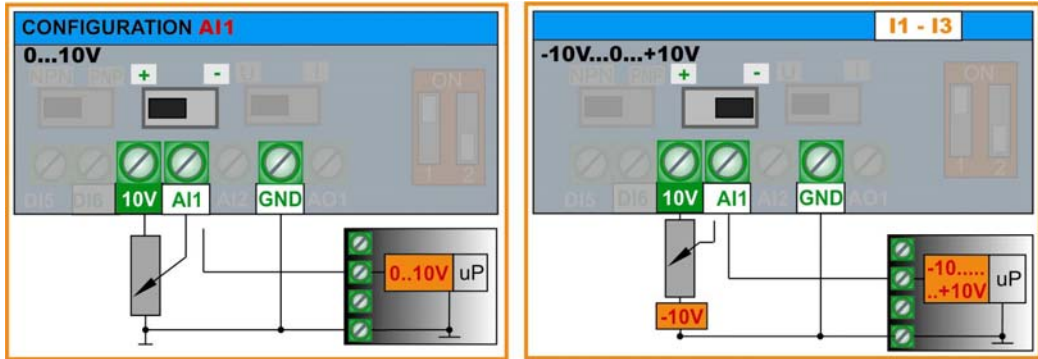 CONFIGURATION AI1
0...10V
NPN PNP + - U I
ON
1 2
DI5 DI6 10V AI1 AI2 GND AO1
0..10V uP
I1 - I3
-10V...0...+10V
NPN PNP + - U I
ON
1 2
DI5 DI6 10V AI1 AI2 GND AO1
-10.....
..+10V
uP
-10V